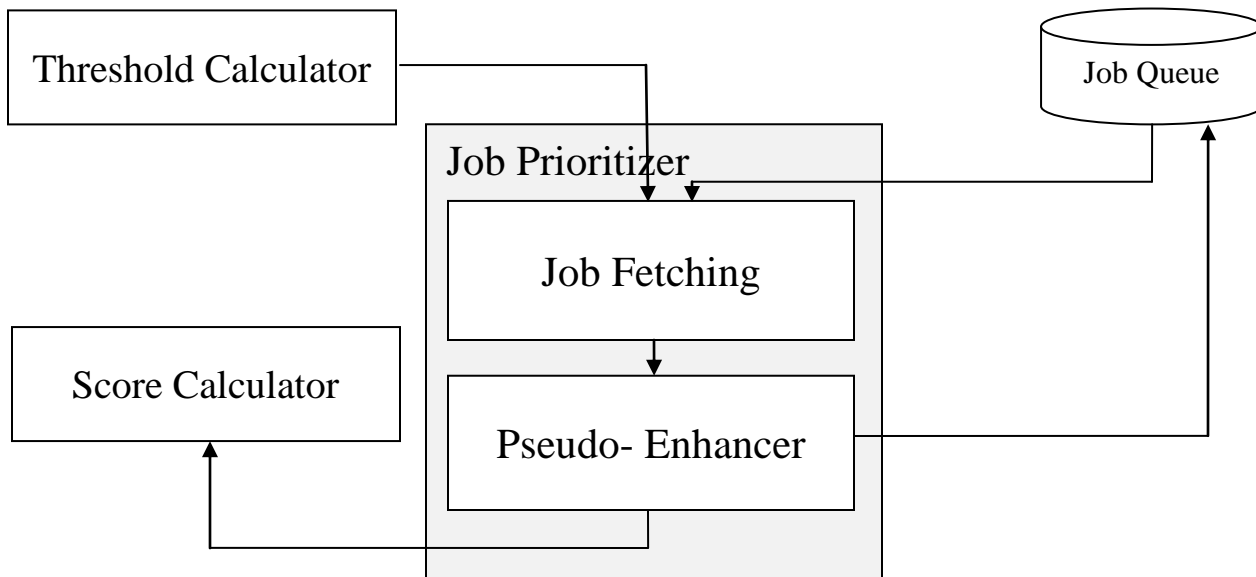 Threshold Calculator
Job Queue
Job Prioritizer
Job Fetching
Score Calculator
Pseudo- Enhancer